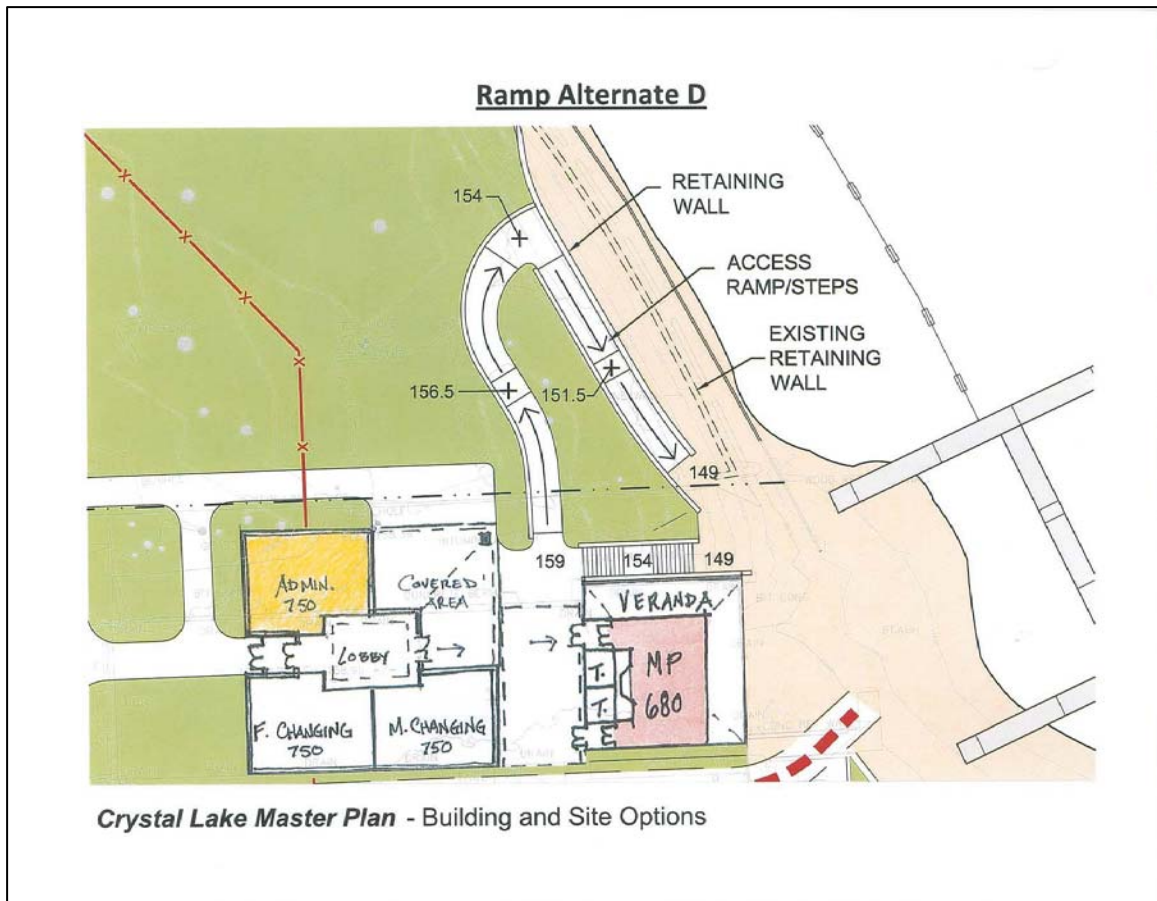 Ramp Alternate D
RETAINING
WALL
154
ACCESS
RAMP/STEPS
EXISTING
RETAINING
WALL
156.5
151.5
149
159
154
149
ADMIN.
750
COVERED
AREA
VERANDA
LOBBY
T.
T.
MP
680
F. CHANGING
750
M. CHANGING
750
Crystal Lake Master Plan - Building and Site Options